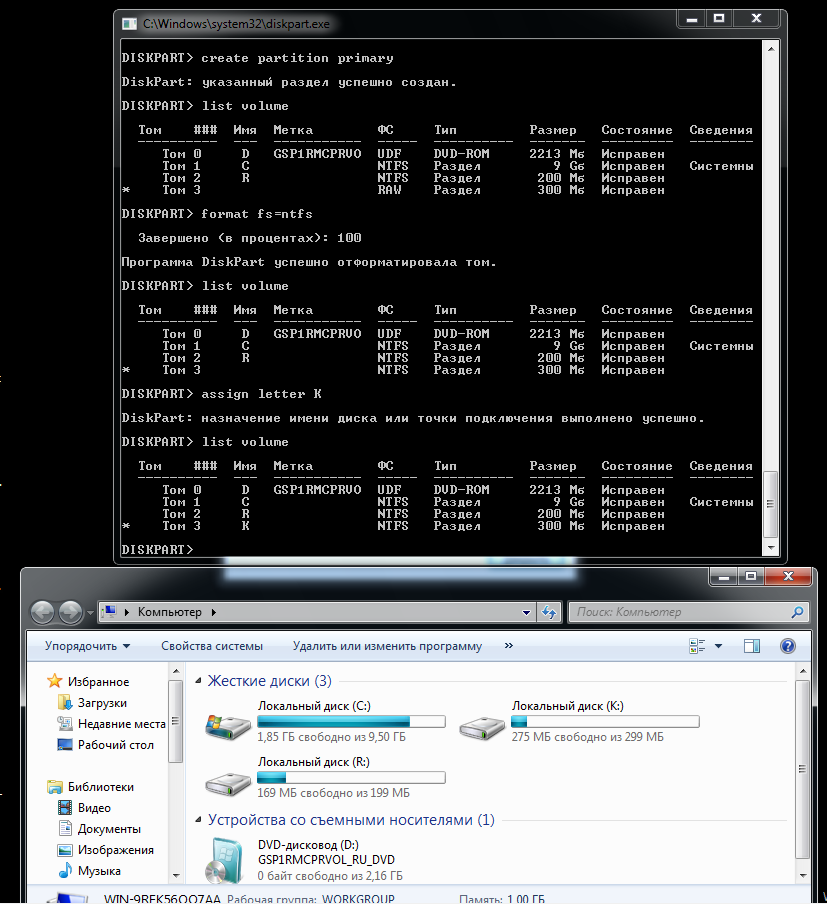 C:\Windows\system32\diskpart.exe
DISKPART> create partition primary
DiskPart: указанный раздел успешно создан.
DISKPART> list volume
Том ### Имя Метка ФС Тип Размер Состояние Сведения
Том 0 D GSP1RMCPRVO UDF DVD-ROM 2213 Mб Исправен
Том 1 C NTFS Раздел 9 Gб Исправен Системны
Том 2 R NTFS Раздел 200 Mб Исправен
* Том 3 RAW Раздел 300 Mб Исправен
DISKPART> format fs=ntfs
Завершено (в процентах): 100
Программа DiskPart успешно отформатировала том.
DISKPART> list volume
Том ### Имя Метка ФС Тип Размер Состояние Сведения
Том 0 D GSP1RMCPRVO UDF DVD-ROM 2213 Mб Исправен
Том 1 C NTFS Раздел 9 Gб Исправен Системны
Том 2 R NTFS Раздел 200 Mб Исправен
* Том 3 NTFS Раздел 300 Mб Исправен
DISKPART> assign letter K
DiskPart: назначение имени диска или точки подключения выполнено успешно.
DISKPART> list volume
Том ### Имя Метка ФС Тип Размер Состояние Сведения
Том 0 D GSP1RMCPRVO UDF DVD-ROM 2213 Mб Исправен
Том 1 C NTFS Раздел 9 Gб Исправен Системны
Том 2 R NTFS Раздел 200 Mб Исправен
* Том 3 K NTFS Раздел 300 Mб Исправен
DISKPART>
Компьютер
Поиск: Компьютер
Упорядочить Свойства системы Удалить или изменить программу »
Избранное
Загрузки
Недавние места
Рабочий стол
Библиотеки
Видео
Документы
Изображения
Музыка
Жесткие диски (3)
Локальный диск (C:)
1,85 ГБ свободно из 9,50 ГБ
Локальный диск (K:)
275 МБ свободно из 299 МБ
Локальный диск (R:)
169 МБ свободно из 199 МБ
Устройства со съемными носителями (1)
DVD-дисковод (D:)
GSP1RMCPRVOL_RU_DVD
0 байт свободно из 2,16 ГБ
Рабочая группа: WORKGROUP Память: 1,00 ГБ